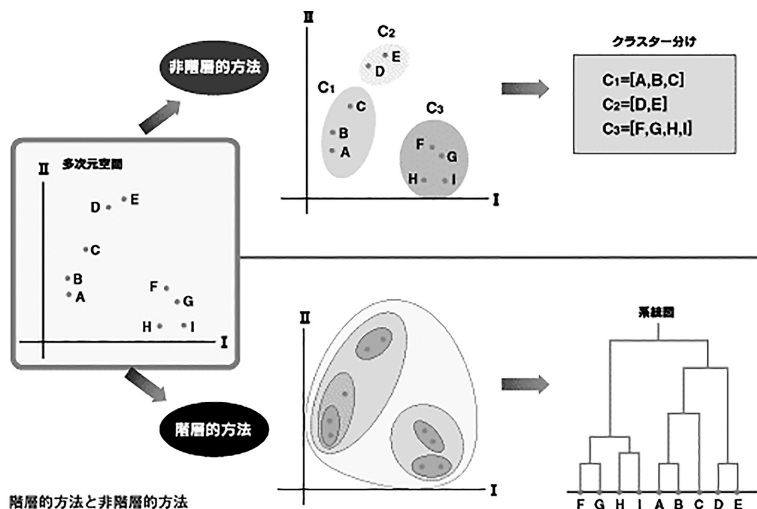 非階層的方法
II
C2
E
D
C1
C
B
A
C3
F
G
H
I
I
クラスター分け
C1=[A,B,C]
C2=[D,E]
C3=[F,G,H,I]
多次元空間
II
D
E
C
B
A
F
G
H
I
I
階層的方法
II
I
系統図
F G H I A B C D E
階層的方法と非階層的方法